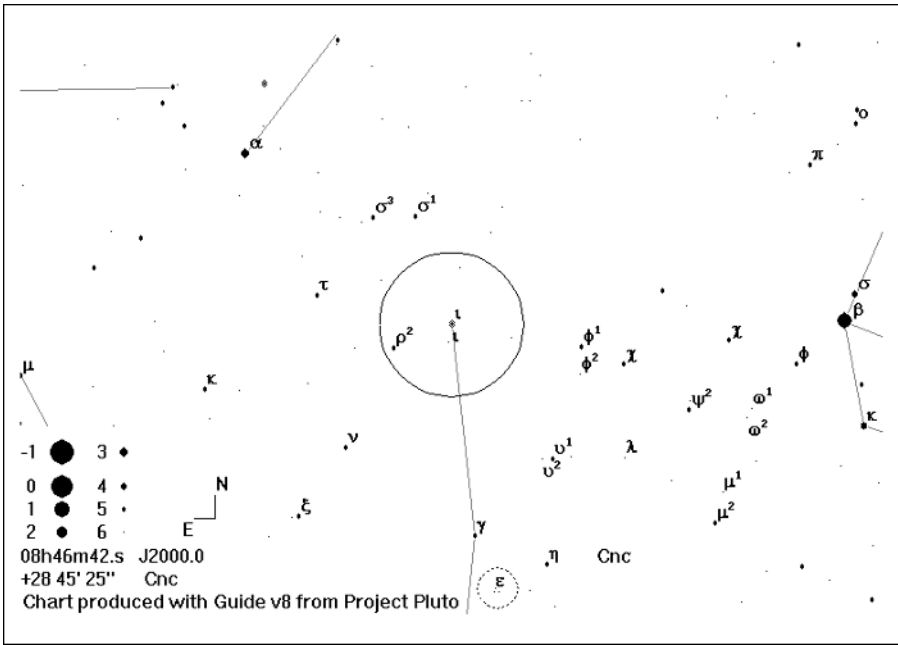 ο
α
π
σ³ σ¹
τ
σ
ι
β
ι
ρ² φ¹ χ
φ² χ φ
μ
κ
ψ² ω¹
ω² κ
-1 3
ν υ¹ λ
υ²
0 4
μ¹
1 5
N
ξ μ²
2 6
E
γ
08h46m42.s J2000.0
η Cnc
+28 45' 25" Cnc
ε
Chart produced with Guide v8 from Project Pluto